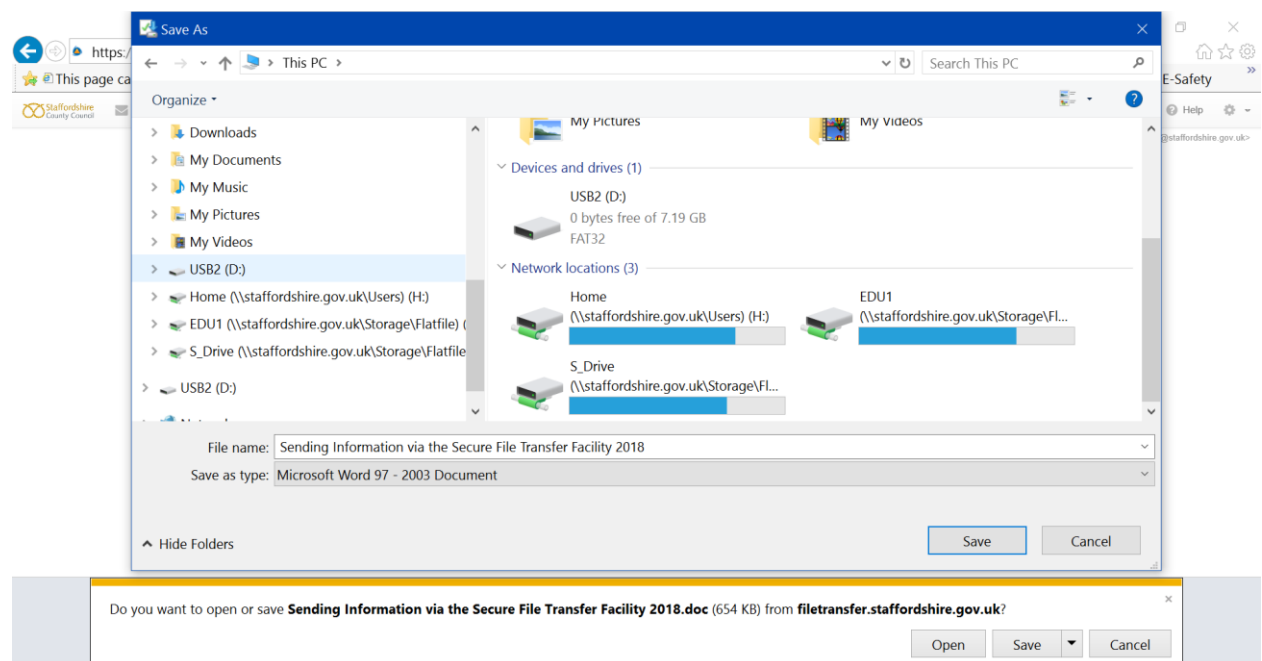 Save As
https:/
This PC
Search This PC
This page ca
E-Safety
Organize
Staffordshire
County Council
Help
@staffordshire.gov.uk>
Downloads
My Documents
My Music
My Pictures
My Videos
USB2 (D:)
Home (\\staffordshire.gov.uk\Users) (H:)
EDU1 (\\staffordshire.gov.uk\Storage\Flatfile) (
S_Drive (\\staffordshire.gov.uk\Storage\Flatfile
USB2 (D:)
My Pictures
My Videos
Devices and drives (1)
USB2 (D:)
0 bytes free of 7.19 GB
FAT32
Network locations (3)
Home
(\\staffordshire.gov.uk\Users) (H:)
EDU1
(\\staffordshire.gov.uk\Storage\Fl...
S_Drive
(\\staffordshire.gov.uk\Storage\Fl...
File name: Sending Information via the Secure File Transfer Facility 2018
Save as type: Microsoft Word 97 - 2003 Document
Hide Folders
Save
Cancel
Do you want to open or save Sending Information via the Secure File Transfer Facility 2018.doc (654 KB) from filetransfer.staffordshire.gov.uk?
Open
Save
Cancel